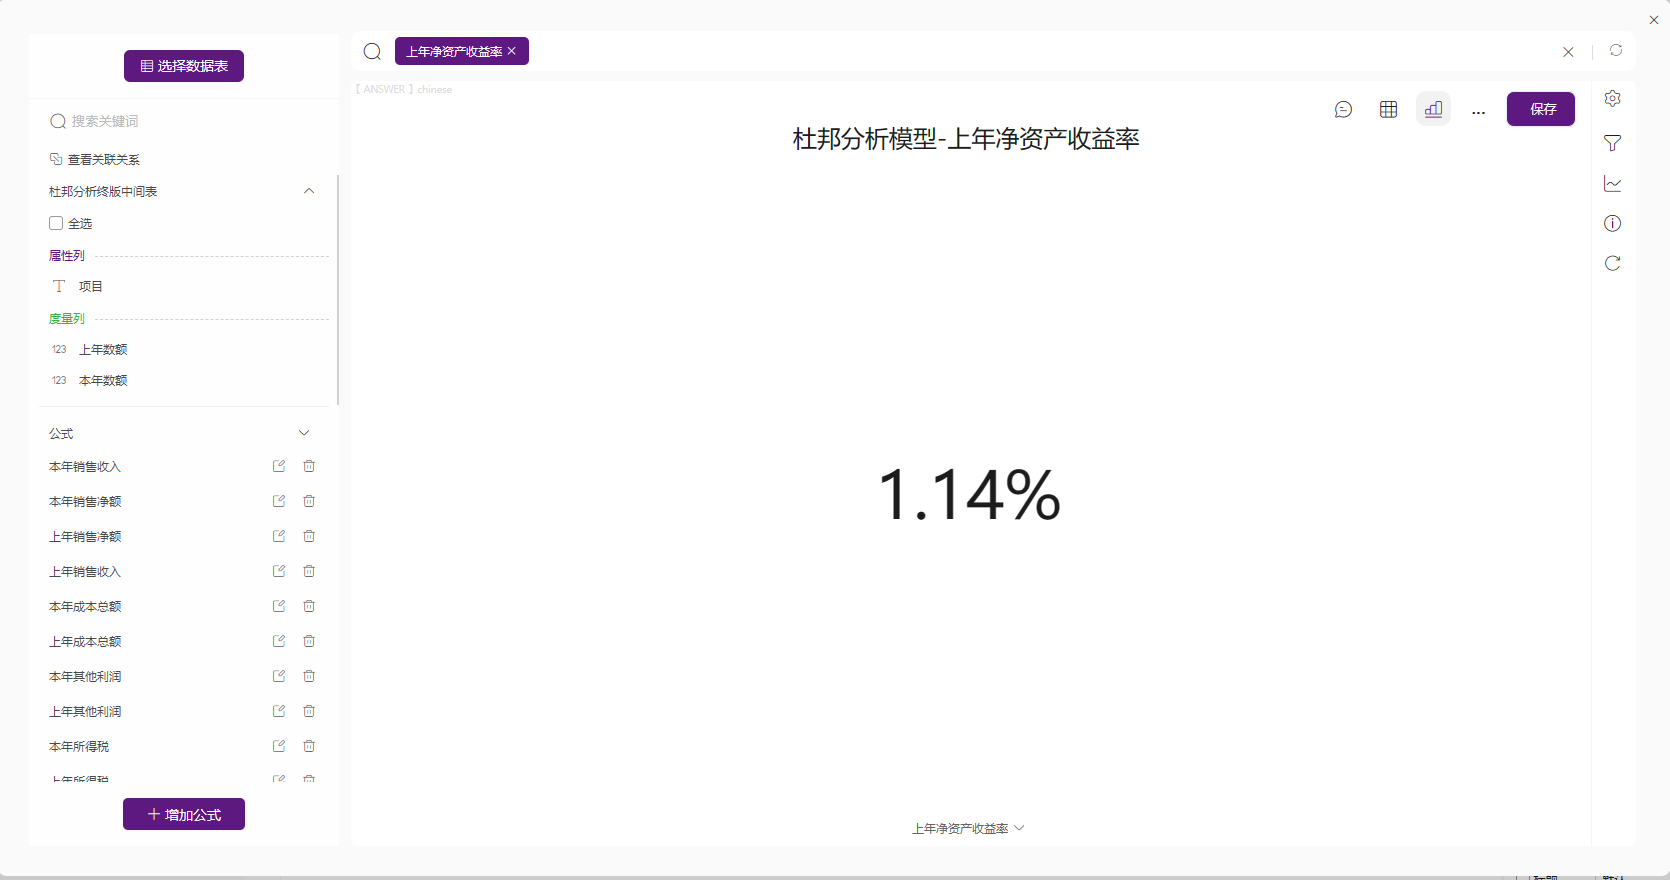 选择数据表
搜索关键词
查看关联关系
杜邦分析终版中间表
全选
属性列
项目
度量列
123 上年数额
123 本年数额
公式
本年销售收入
本年销售净额
上年销售净额
上年销售收入
本年成本总额
上年成本总额
本年其他利润
上年其他利润
本年所得税
上年所得税
增加公式
上年净资产收益率
【 ANSWER 】chinese
...
保存
杜邦分析模型-上年净资产收益率
1.14%
上年净资产收益率